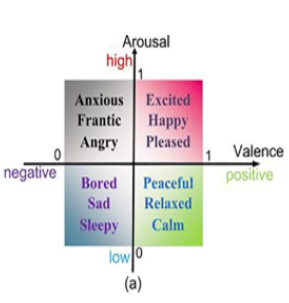 Arousal
high
1
Anxious Excited
Frantic Happy
Angry Pleased
0 1 Valence
negative positive
Bored Peaceful
Sad Relaxed
Sleepy Calm
low 0
(a)